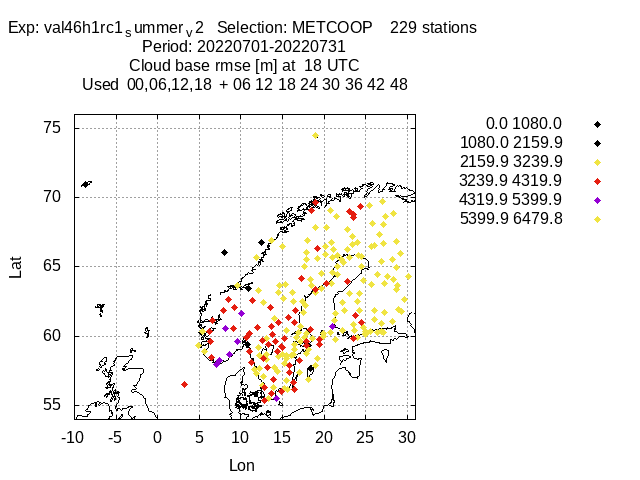 Exp: val46h1rc1summerv2 Selection: METCOOP 229 stations
Period: 20220701-20220731
Cloud base rmse [m] at 18 UTC
Used 00,06,12,18 + 06 12 18 24 30 36 42 48
0.0 1080.0
1080.0 2159.9
2159.9 3239.9
3239.9 4319.9
4319.9 5399.9
5399.9 6479.8
Lat
75
70
65
60
55
-10 -5 0 5 10 15 20 25 30
Lon